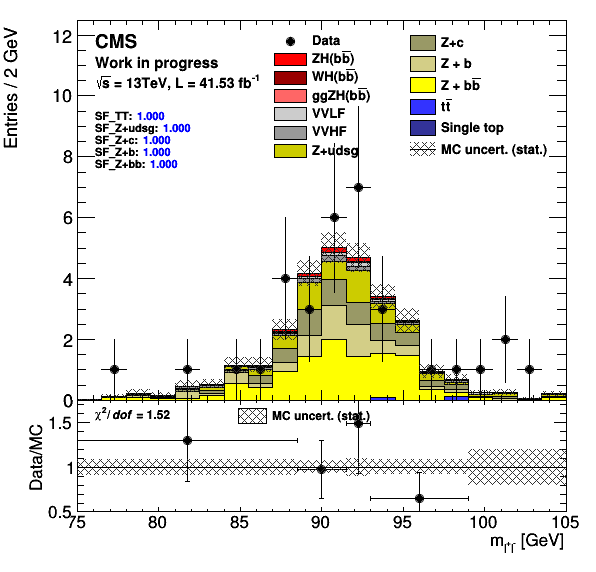 Entries / 2 GeV
12
10
8
6
4
2
0
CMS
Work in progress
√s = 13TeV, L = 41.53 fb⁻¹
SF_TT: 1.000
SF_Z+udsg: 1.000
SF_Z+c: 1.000
SF_Z+b: 1.000
SF_Z+bb: 1.000
Data
ZH(bb̅)
WH(bb̅)
ggZH(bb̅)
VVLF
VVHF
Z+udsg
Z+c
Z + b
Z + bb̅
tt̅
Single top
MC uncert. (stat.)
χ²/dof = 1.52
MC uncert. (stat.)
Data/MC
1.5
1
0.5
75 80 85 90 95 100 105
m_l⁺l⁻ [GeV]